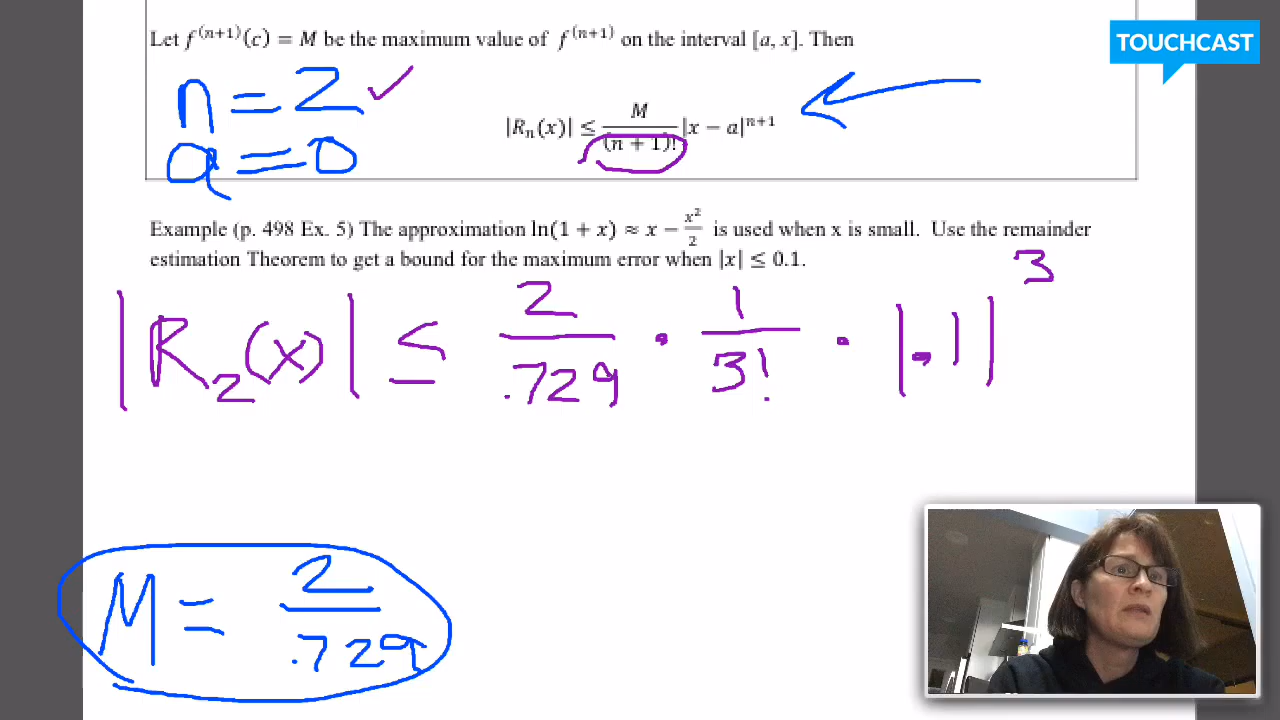 Let f^(n+1)(c) = M be the maximum value of f^(n+1) on the interval [a, x]. Then
TOUCHCAST
n = 2 ✓
|Rₙ(x)| ≤ M/(n + 1)! |x − a|^n+1
a = 0
Example (p. 498 Ex. 5) The approximation ln(1 + x) ≈ x − x²/2 is used when x is small. Use the remainder
estimation Theorem to get a bound for the maximum error when |x| ≤ 0.1.
|R₂(x)| ≤ 2/.729 · 1/3! · |.1|³
M = 2/.729